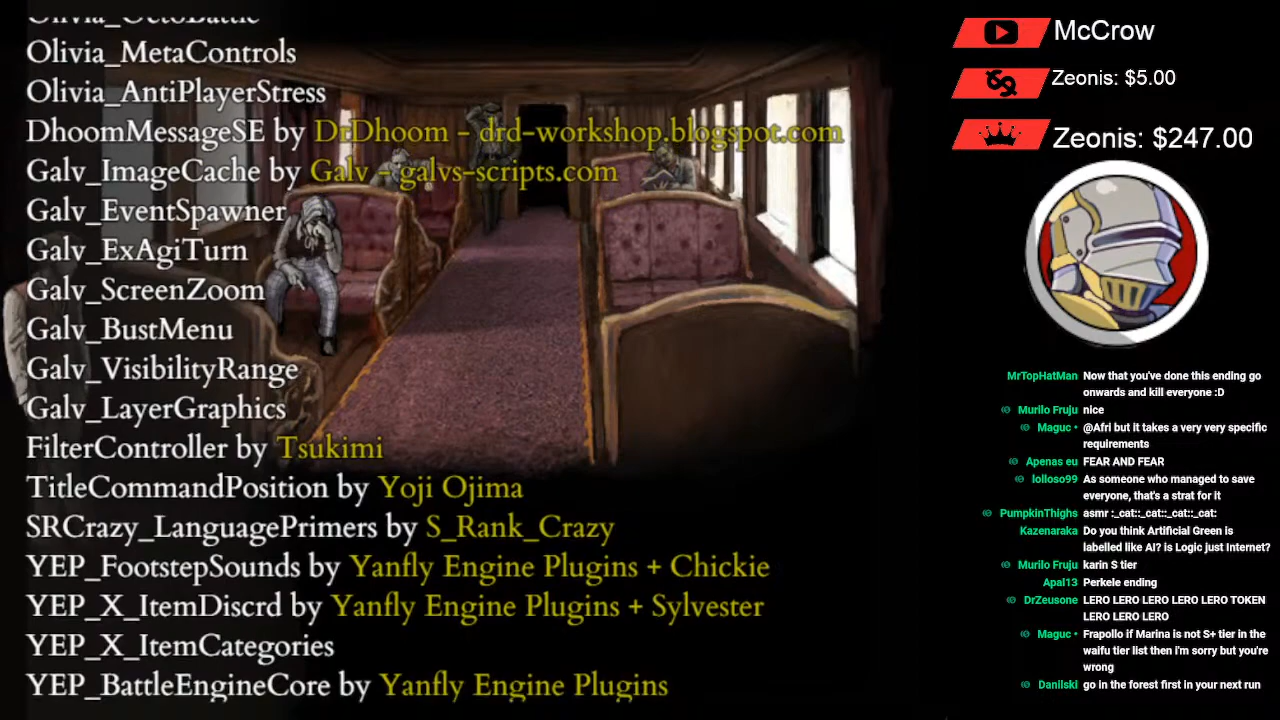 Olivia_OctoBattle
Olivia_MetaControls
Olivia_AntiPlayerStress
DhoomMessageSE by DrDhoom - drd-workshop.blogspot.com
Galv_ImageCache by Galv - galvs-scripts.com
Galv_EventSpawner
Galv_ExAgiTurn
Galv_ScreenZoom
Galv_BustMenu
Galv_VisibilityRange
Galv_LayerGraphics
FilterController by Tsukimi
TitleCommandPosition by Yoji Ojima
SRCrazy_LanguagePrimers by S_Rank_Crazy
YEP_FootstepSounds by Yanfly Engine Plugins + Chickie
YEP_X_ItemDiscrd by Yanfly Engine Plugins + Sylvester
YEP_X_ItemCategories
YEP_BattleEngineCore by Yanfly Engine Plugins
McCrow
Zeonis: $5.00
Zeonis: $247.00
MrTopHatMan Now that you've done this ending go
onwards and kill everyone :D
Murilo Fruju nice
Maguc • @Afri but it takes a very very specific
requirements
Apenas eu FEAR AND FEAR
lolloso99 As someone who managed to save
everyone, that's a strat for it
PumpkinThighs asmr :_cat::_cat::_cat::_cat:
Kazenaraka Do you think Artificial Green is
labelled like AI? is Logic just Internet?
Murilo Fruju karin S tier
Apal13 Perkele ending
DrZeusone LERO LERO LERO LERO LERO TOKEN
LERO LERO LERO LERO
Maguc • Frapollo if Marina is not S+ tier in the
waifu tier list then i'm sorry but you're
wrong
Danilski go in the forest first in your next run